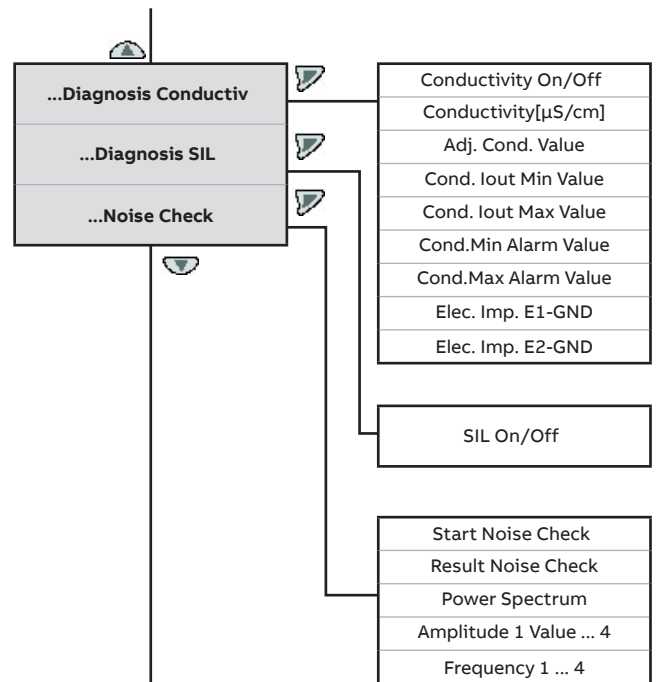 ...Diagnosis Conductiv
...Diagnosis SIL
...Noise Check
Conductivity On/Off
Conductivity[µS/cm]
Adj. Cond. Value
Cond. Iout Min Value
Cond. Iout Max Value
Cond.Min Alarm Value
Cond.Max Alarm Value
Elec. Imp. E1-GND
Elec. Imp. E2-GND
SIL On/Off
Start Noise Check
Result Noise Check
Power Spectrum
Amplitude 1 Value ... 4
Frequency 1 ... 4